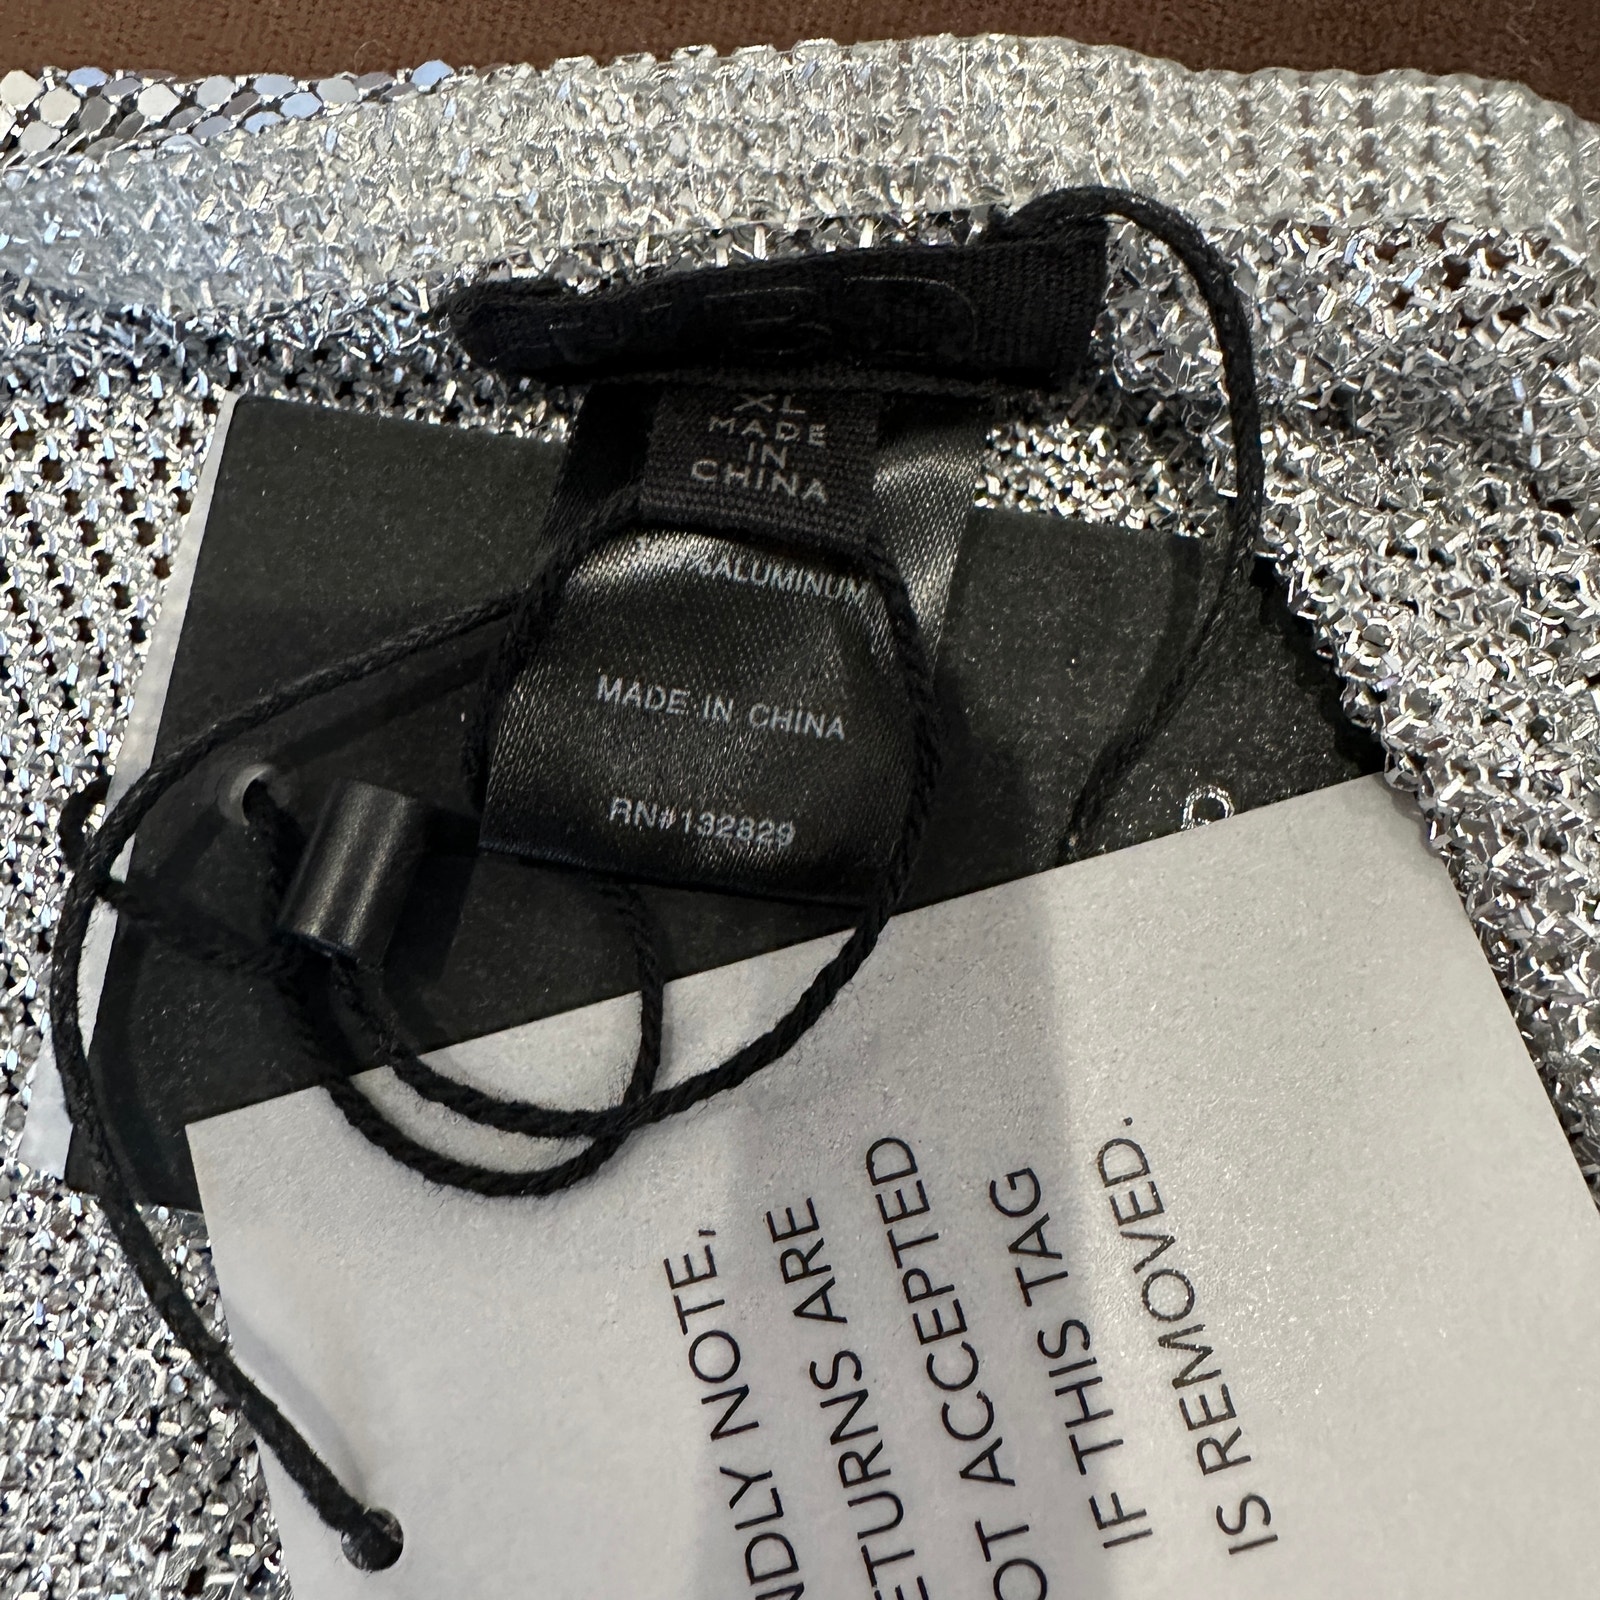 XL
MADE
IN
CHINA
%ALUMINUM
MADE IN CHINA
RN#132829
NDLY NOTE,
ETURNS ARE
OT ACCEPTED
IF THIS TAG
IS REMOVED.